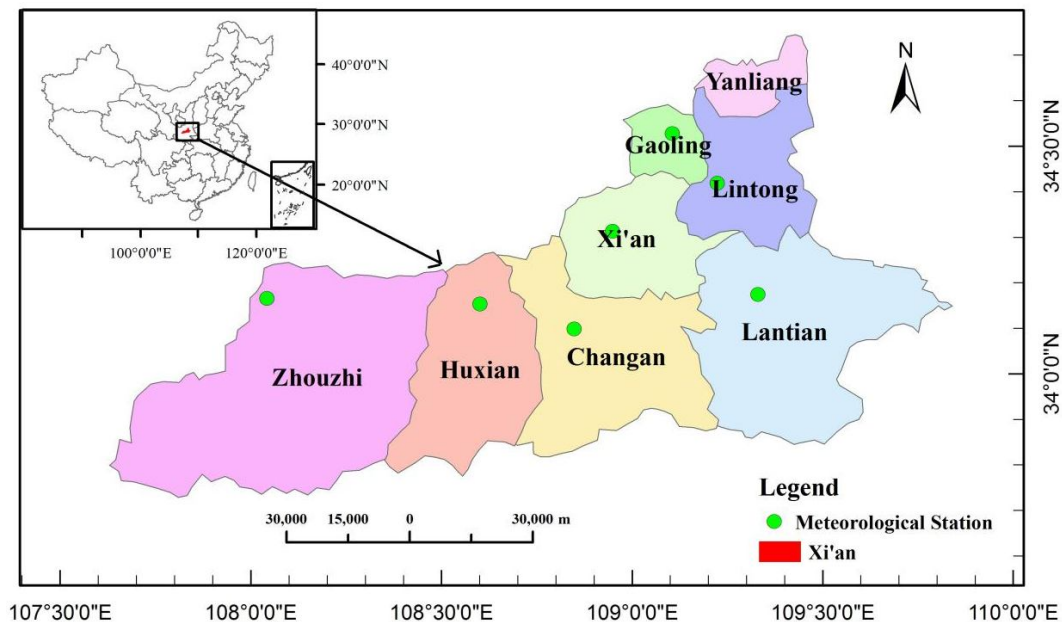 40°0'0"N
30°0'0"N
20°0'0"N
100°0'0"E 120°0'0"E
N
Yanliang
Gaoling
Lintong
Xi'an
Lantian
Changan
Huxian
Zhouzhi
34°30'0"N
34°0'0"N
Legend
Meteorological Station
Xi'an
30,000 15,000 0 30,000 m
107°30'0"E 108°0'0"E 108°30'0"E 109°0'0"E 109°30'0"E 110°0'0"E